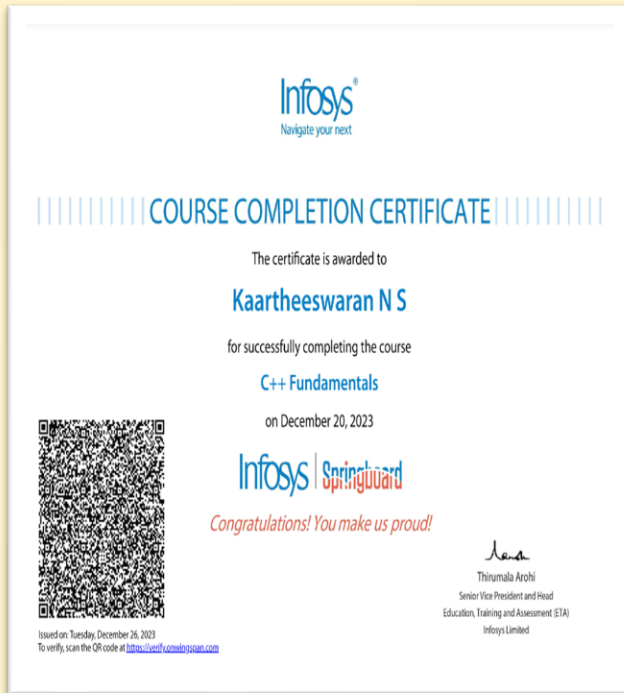 Infosys®
Navigate your next
COURSE COMPLETION CERTIFICATE
The certificate is awarded to
Kaartheeswaran N S
for successfully completing the course
C++ Fundamentals
on December 20, 2023
Infosys | Springboard
Congratulations! You make us proud!
Thirumala Arohi
Senior Vice President and Head
Education, Training and Assessment (ETA)
Infosys Limited
Issued on: Tuesday, December 26, 2023
To verify, scan the QR code at https://verify.onwingspan.com